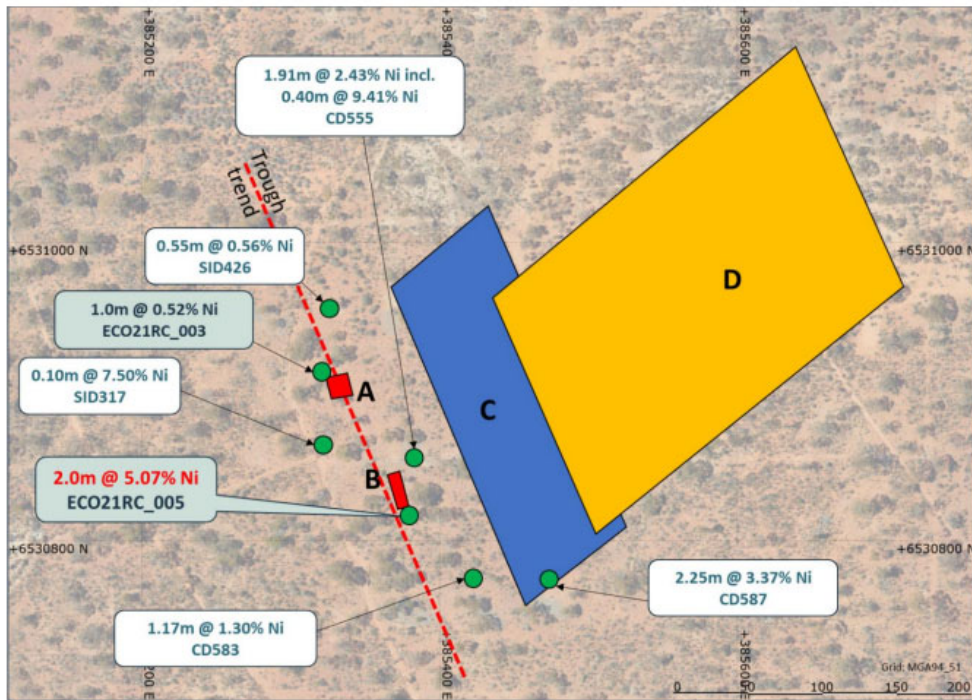 +385200 E
+385400 E
+385600 E
1.91m @ 2.43% Ni incl.
0.40m @ 9.41% Ni
CD555
Trough
trend
D
+6531000 N
+6531000 N
0.55m @ 0.56% Ni
SID426
1.0m @ 0.52% Ni
ECO21RC_003
A
C
0.10m @ 7.50% Ni
SID317
B
2.0m @ 5.07% Ni
ECO21RC_005
+6530800 N
+6530800 N
2.25m @ 3.37% Ni
CD587
1.17m @ 1.30% Ni
CD583
+385200 E
+385400 E
+385600 E
Grid: MGA94_51
0 50 100 150 200